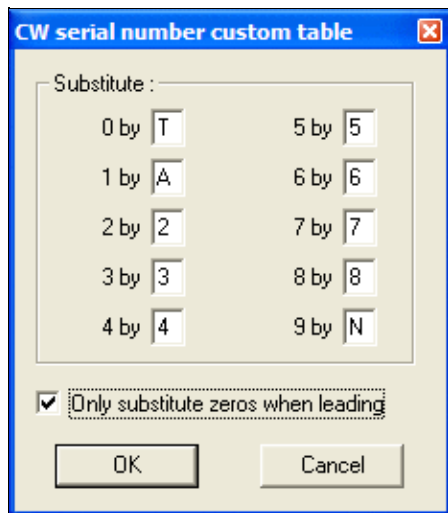 CW serial number custom table
Substitute :
0 by T 5 by 5
1 by A 6 by 6
2 by 2 7 by 7
3 by 3 8 by 8
4 by 4 9 by N
Only substitute zeros when leading
OK Cancel